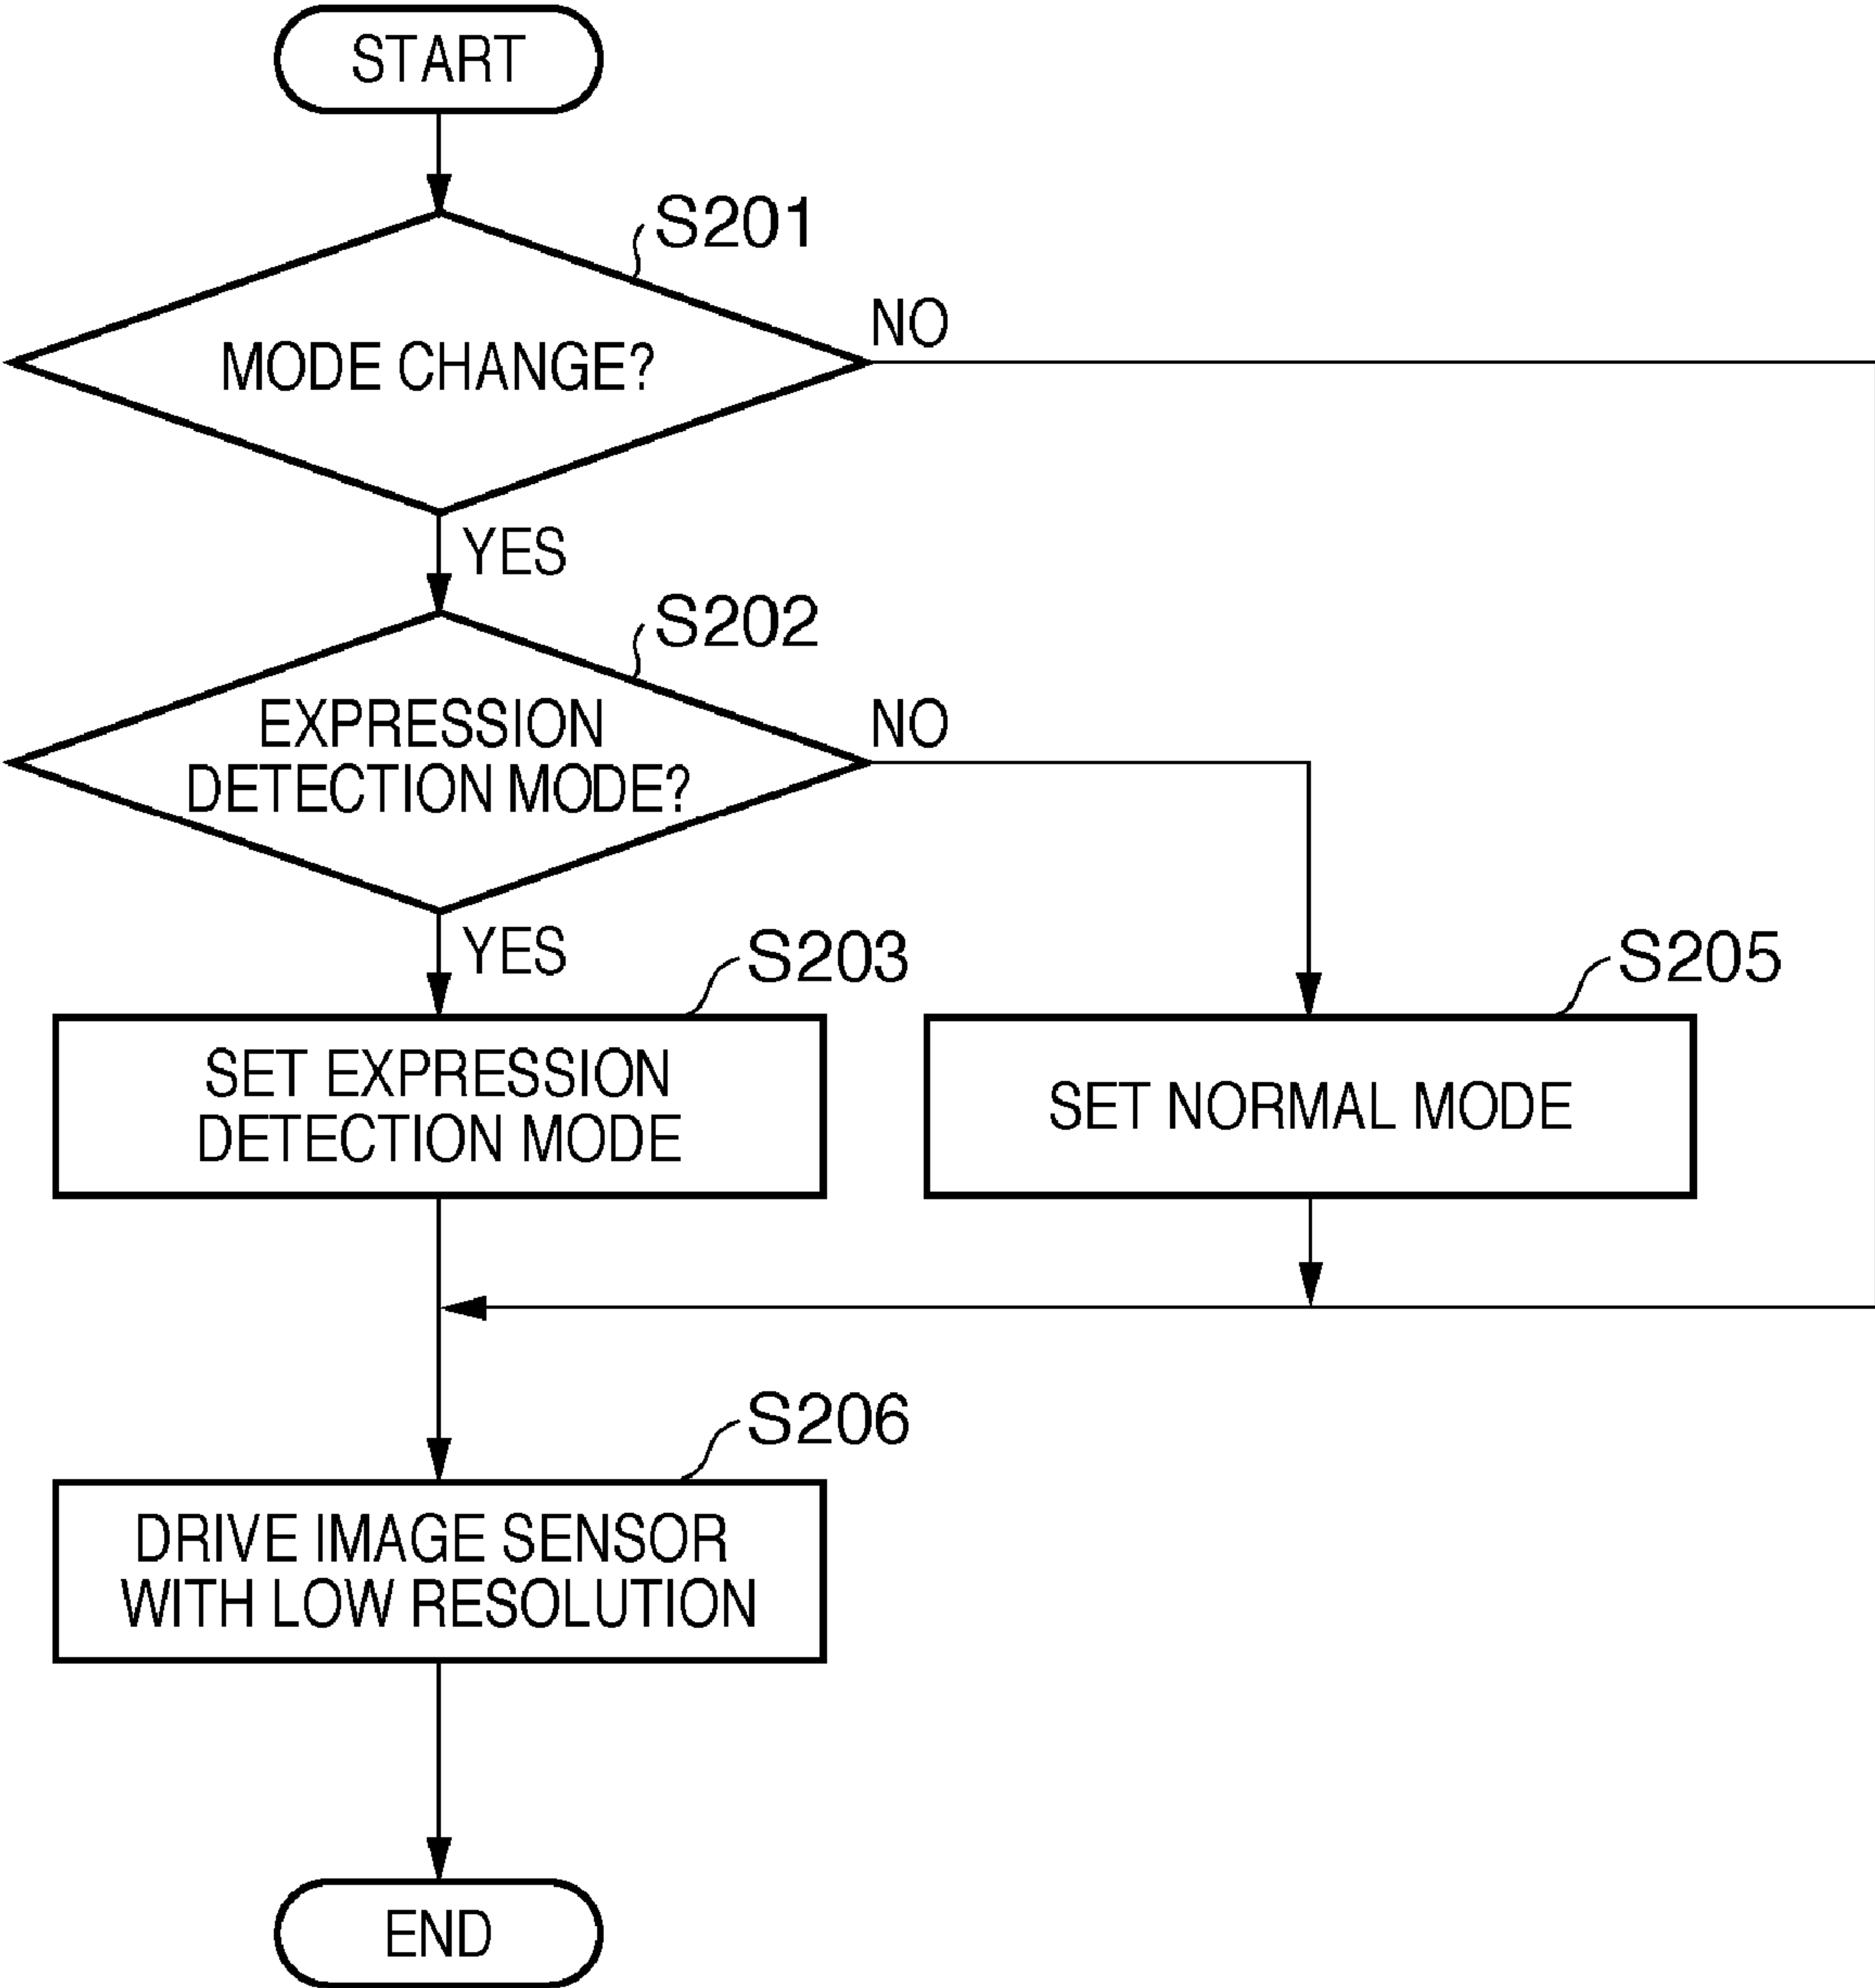 START
S201
MODE CHANGE?
NO
YES
S202
EXPRESSION
DETECTION MODE?
NO
YES
S203
SET EXPRESSION
DETECTION MODE
S205
SET NORMAL MODE
S206
DRIVE IMAGE SENSOR
WITH LOW RESOLUTION
END